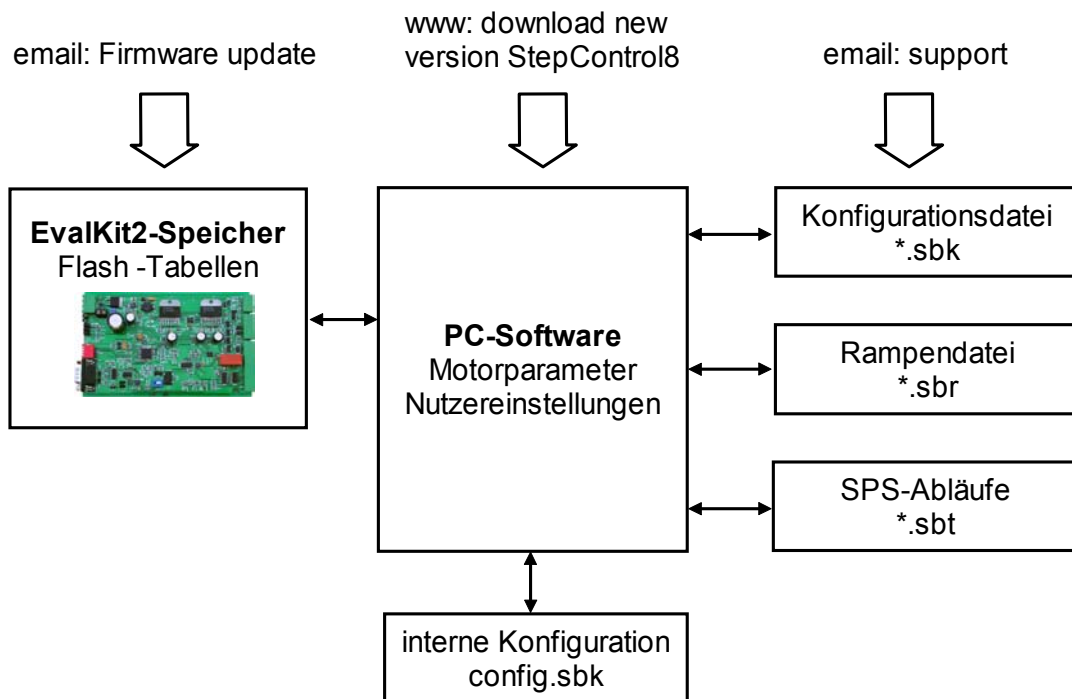 email: Firmware update
www: download new
version StepControl8
email: support
EvalKit2-Speicher
Flash -Tabellen
PC-Software
Motorparameter
Nutzereinstellungen
Konfigurationsdatei
*.sbk
Rampendatei
*.sbr
SPS-Abläufe
*.sbt
interne Konfiguration
config.sbk